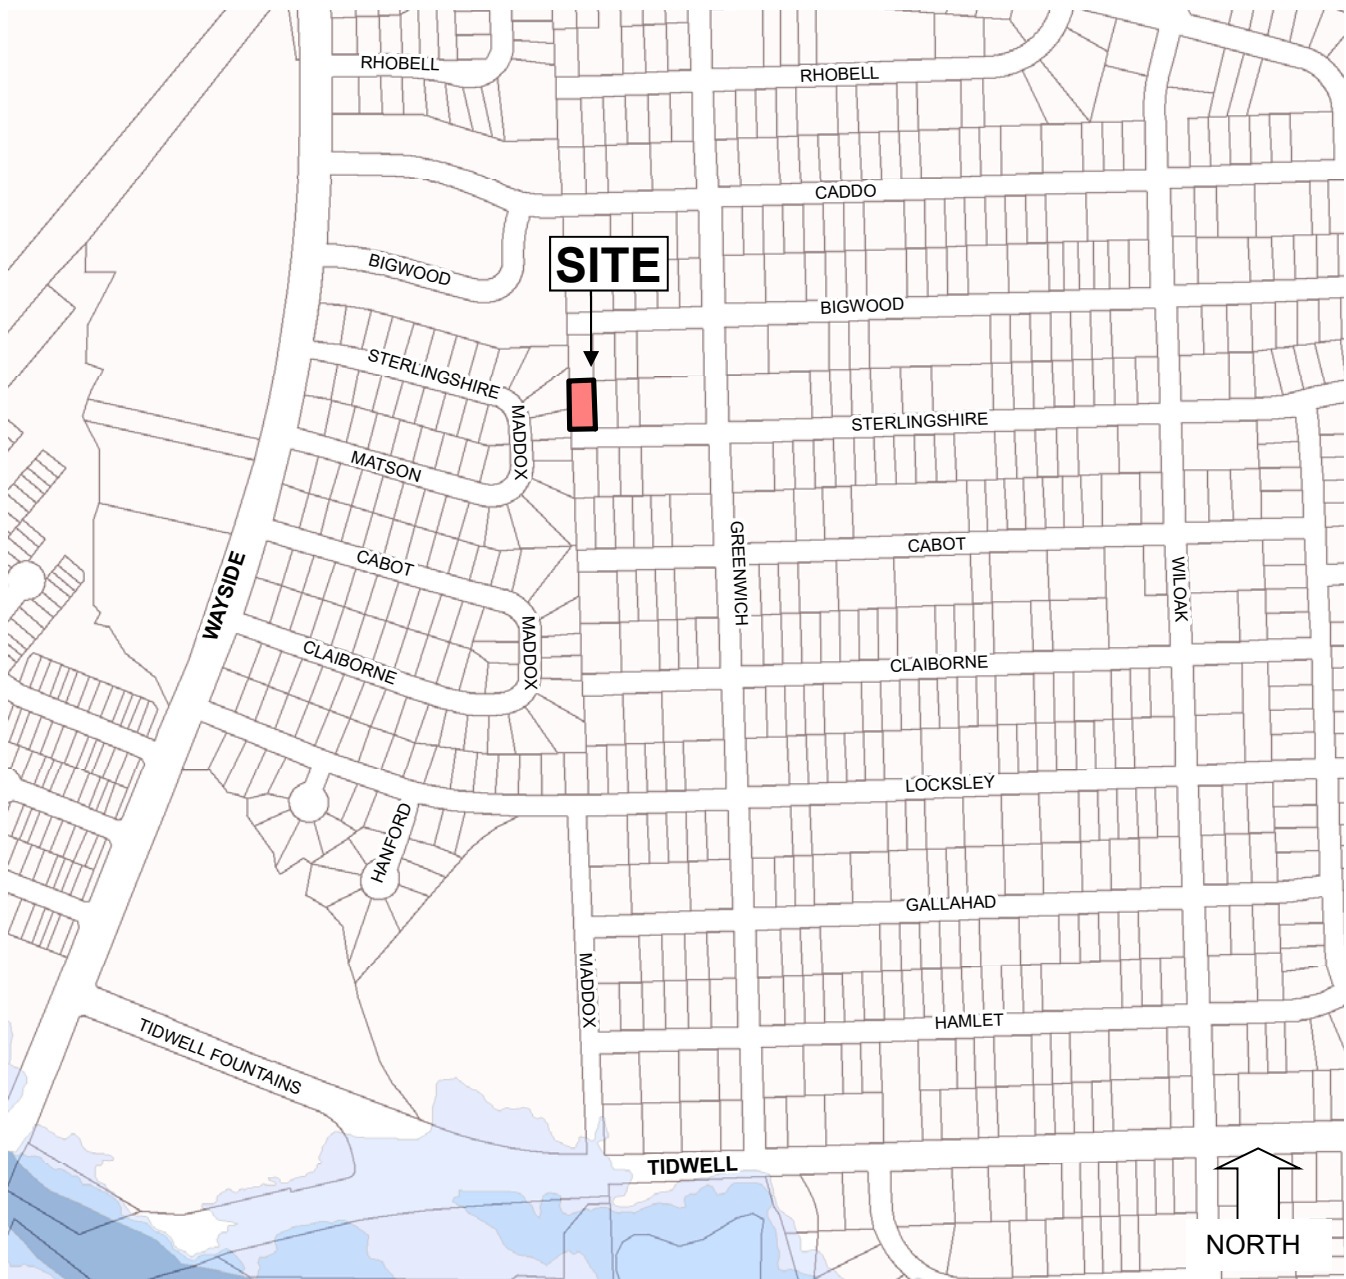 RHOBELL
RHOBELL
CADDO
SITE
BIGWOOD
BIGWOOD
STERLINGSHIRE
MADDOX
STERLINGSHIRE
MATSON
GREENWICH
CABOT
CABOT
WILOAK
WAYSIDE
MADDOX
CLAIBORNE
CLAIBORNE
LOCKSLEY
HANFORD
GALLAHAD
MADDOX
HAMLET
TIDWELL FOUNTAINS
TIDWELL
NORTH